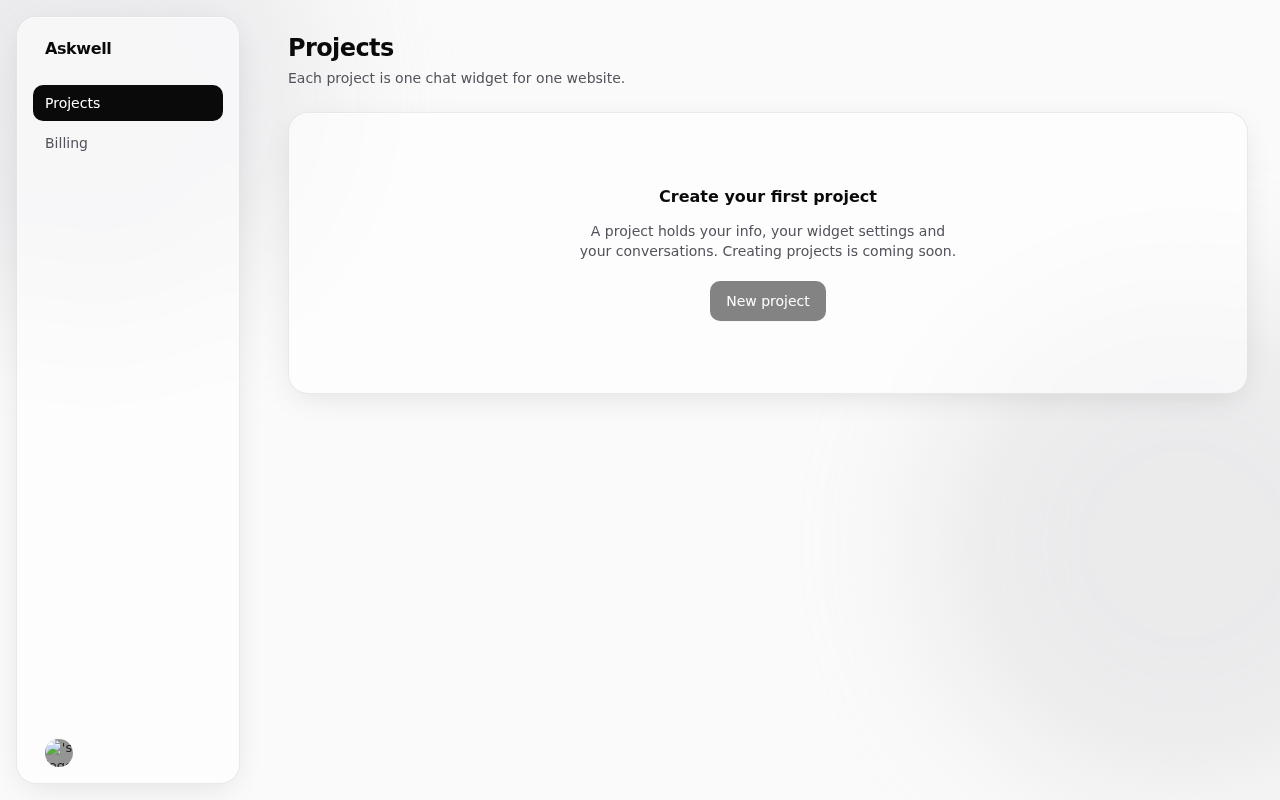 Askwell
Projects
Billing
Projects
Each project is one chat widget for one website.
Create your first project
A project holds your info, your widget settings and
your conversations. Creating projects is coming soon.
New project